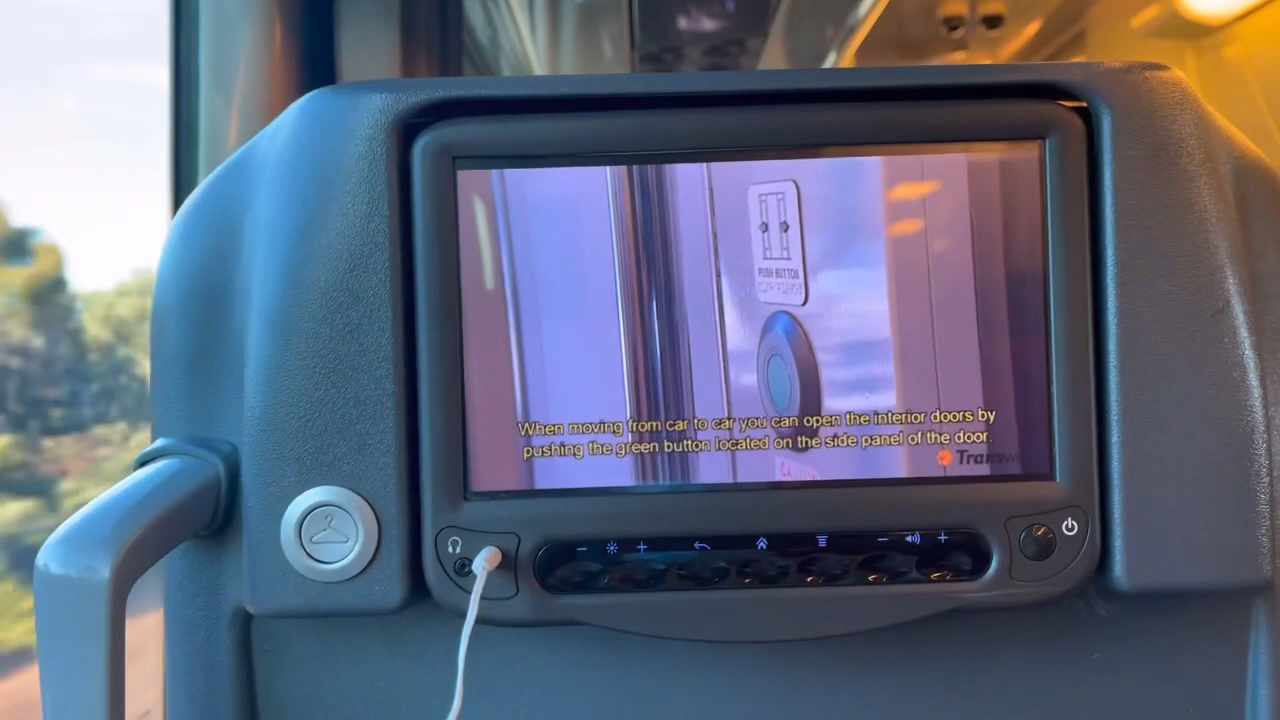 PUSH BUTTON
When moving from car to car you can open the interior doors by
pushing the green button located on the side panel of the door.
Transw